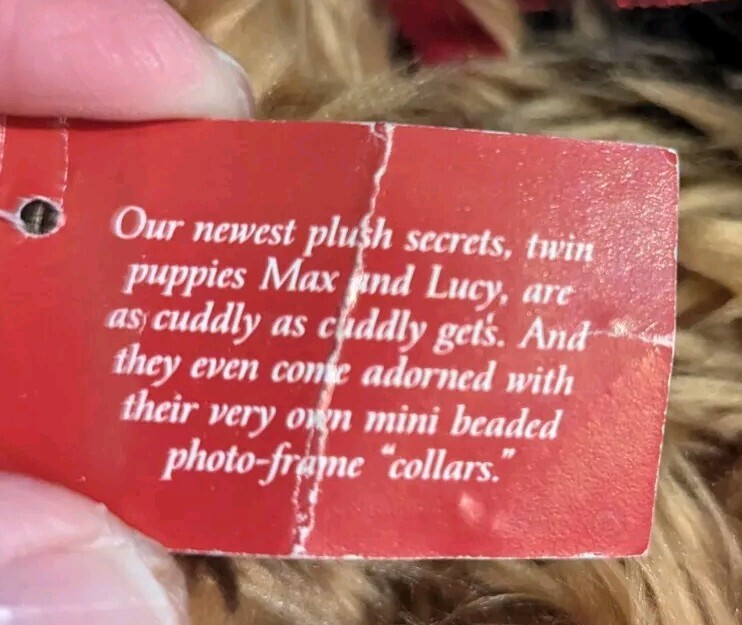 Our newest plush secrets, twin
puppies Max and Lucy, are
as cuddly as cuddly gets. And
they even come adorned with
their very own mini beaded
photo-frame “collars.”